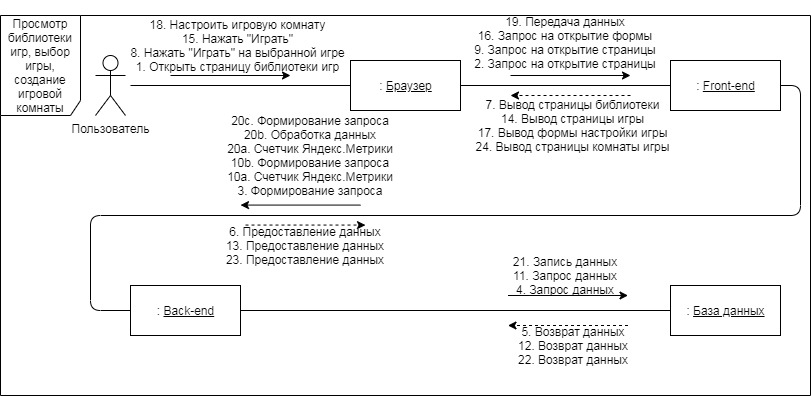 Просмотр
библиотеки
игр, выбор
игры,
создание
игровой
комнаты
Пользователь
18. Настроить игровую комнату
15. Нажать "Играть"
8. Нажать "Играть" на выбранной игре
1. Открыть страницу библиотеки игр
: Браузер
19. Передача данных
16. Запрос на открытие формы
9. Запрос на открытие страницы
2. Запрос на открытие страницы
: Front-end
7. Вывод страницы библиотеки
14. Вывод страницы игры
17. Вывод формы настройки игры
24. Вывод страницы комнаты игры
20c. Формирование запроса
20b. Обработка данных
20a. Счетчик Яндекс.Метрики
10b. Формирование запроса
10a. Счетчик Яндекс.Метрики
3. Формирование запроса
6. Предоставление данных
13. Предоставление данных
23. Предоставление данных
: Back-end
21. Запись данных
11. Запрос данных
4. Запрос данных
: База данных
5. Возврат данных
12. Возврат данных
22. Возврат данных